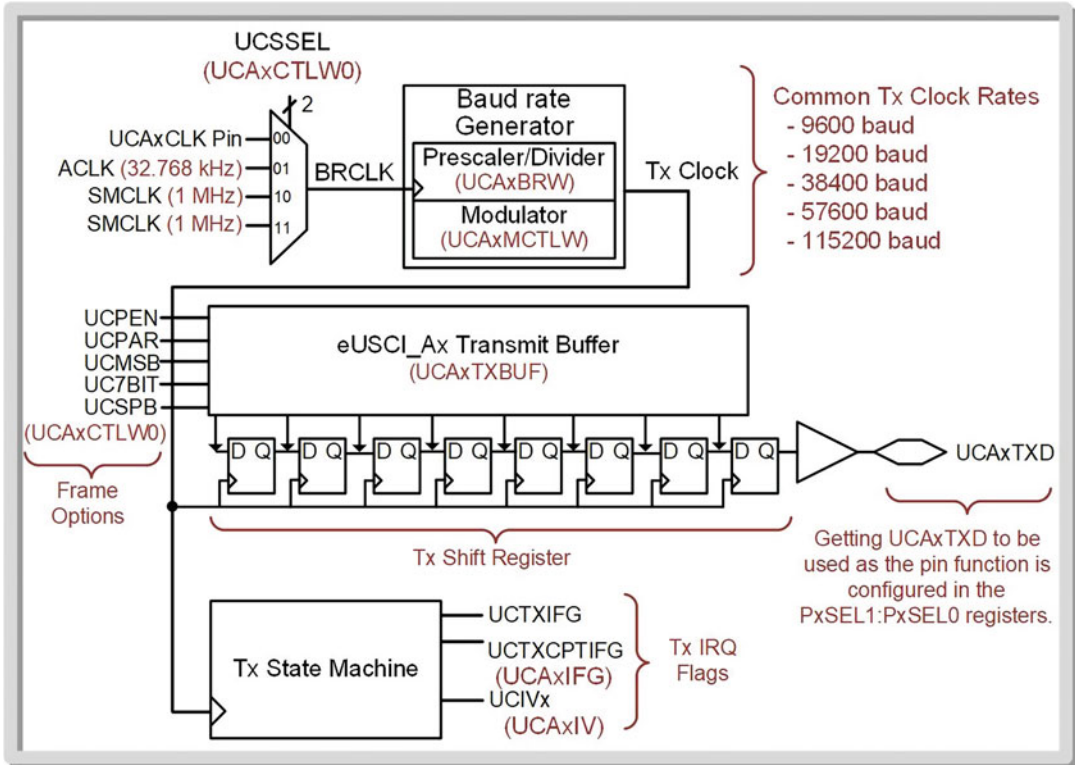 UCSSEL
(UCAxCTLW0)
2
UCAxCLK Pin
00
ACLK (32.768 kHz)
01
SMCLK (1 MHz)
10
SMCLK (1 MHz)
11
BRCLK
Baud rate
Generator
Prescaler/Divider
(UCAxBRW)
Modulator
(UCAxMCTLW)
Tx Clock
Common Tx Clock Rates
- 9600 baud
- 19200 baud
- 38400 baud
- 57600 baud
- 115200 baud
UCPEN
UCPAR
UCMSB
UC7BIT
UCSPB
(UCAxCTLW0)
Frame
Options
eUSCI_Ax Transmit Buffer
(UCAxTXBUF)
D Q
D Q
D Q
D Q
D Q
D Q
D Q
D Q
UCAxTXD
Tx Shift Register
Getting UCAxTXD to be
used as the pin function is
configured in the
PxSEL1:PxSEL0 registers.
Tx State Machine
UCTXIFG
UCTXCPTIFG
(UCAxIFG)
UCIVx
(UCAxIV)
Tx IRQ
Flags